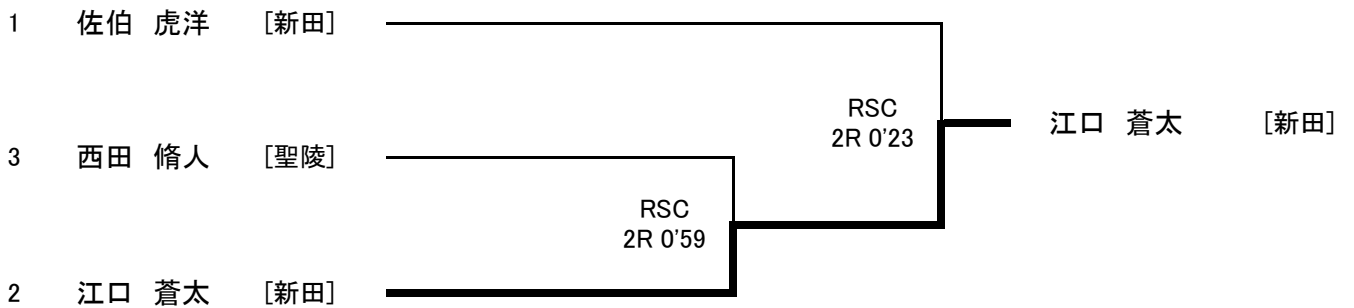 1 佐伯 虎洋 [新田]
RSC
2R 0'23
江口 蒼太 [新田]
3 西田 脩人 [聖陵]
RSC
2R 0'59
2 江口 蒼太 [新田]